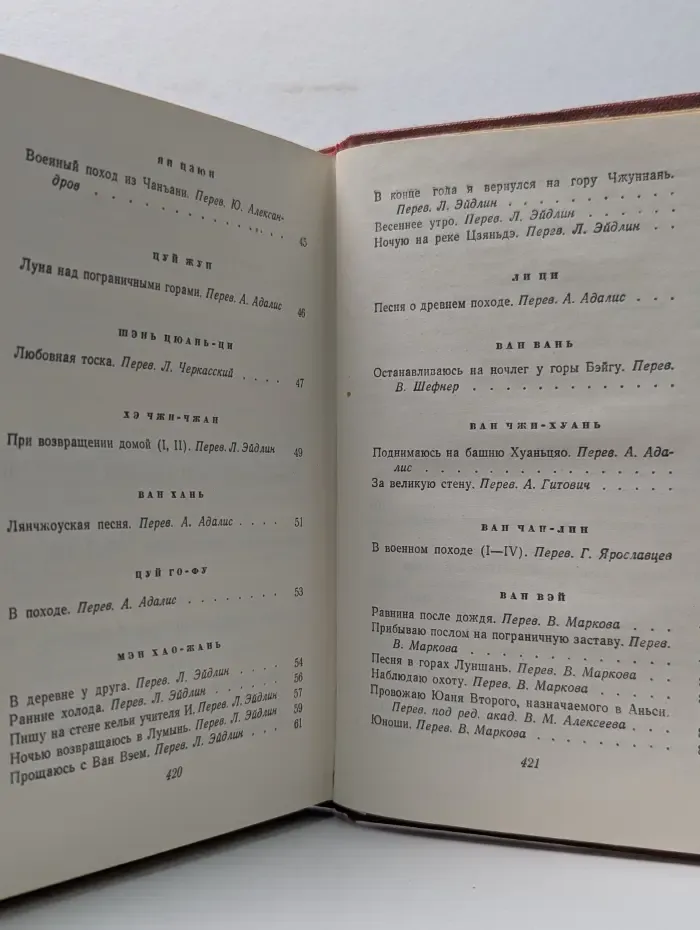 ЯН ЦЗЮН
Военный поход из Чанъани. Перев. Ю. Александров . . . . . . . . . . . . 45
ЦУЙ ЖУН
Луна над пограничными горами. Перев. А. Адалис 46
ШЭНЬ ЦЮАНЬ-ЦИ
Любовная тоска. Перев. Л. Черкасский . . . . 47
ХЭ ЧЖИ-ЧЖАН
При возвращении домой (I, II). Перев. Л. Эйдлин 49
ВАН ХАНЬ
Лянчжоуская песня. Перев. А. Адалис . . . . 51
ЦУЙ ГО-ФУ
В походе. Перев. А. Адалис . . . . . . . . 53
МЭН ХАО-ЖАНЬ
В деревне у друга. Перев. Л. Эйдлин . . . . 54
Ранние холода. Перев. Л. Эйдлин . . . . . . 56
Пишу на стене кельи учителя И. Перев. Л. Эйдлин 57
Ночью возвращаюсь в Лумынь. Перев. Л. Эйдлин 59
Прощаюсь с Ван Вэем. Перев. Л. Эйдлин . . . 61
420
В конце года я вернулся на гору Чжуннань.
Перев. Л. Эйдлин . . . . . . . . . .
Весеннее утро. Перев. Л. Эйдлин . . . . .
Ночую на реке Цзяньдэ. Перев. Л. Эйдлин . .
ЛИ ЦИ
Песня о древнем походе. Перев. А. Адалис . . .
ВАН ВАНЬ
Останавливаюсь на ночлег у горы Бэйгу. Перев.
В. Шефнер . . . . . . . . . . . .
ВАН ЧЖИ-ХУАНЬ
Поднимаюсь на башню Хуаньцяо. Перев. А. Ада-
лис . . . . . . . . . . . . . . . .
За великую стену. Перев. А. Гитович . . . . .
ВАН ЧАН-ЛИН
В военном походе (I—IV). Перев. Г. Ярославцев
ВАН ВЭЙ
Равнина после дождя. Перев. В. Маркова . . .
Прибываю послом на пограничную заставу. Перев.
В. Маркова . . . . . . . . . . . .
Песня в горах Луншань. Перев. В. Маркова . . .
Наблюдаю охоту. Перев. В. Маркова . . . . .
Провожаю Юаня Второго, назначаемого в Аньси.
Перев. под ред. акад. В. М. Алексеева . . . .
Юноши. Перев. В. Маркова . . . . . . . .
421